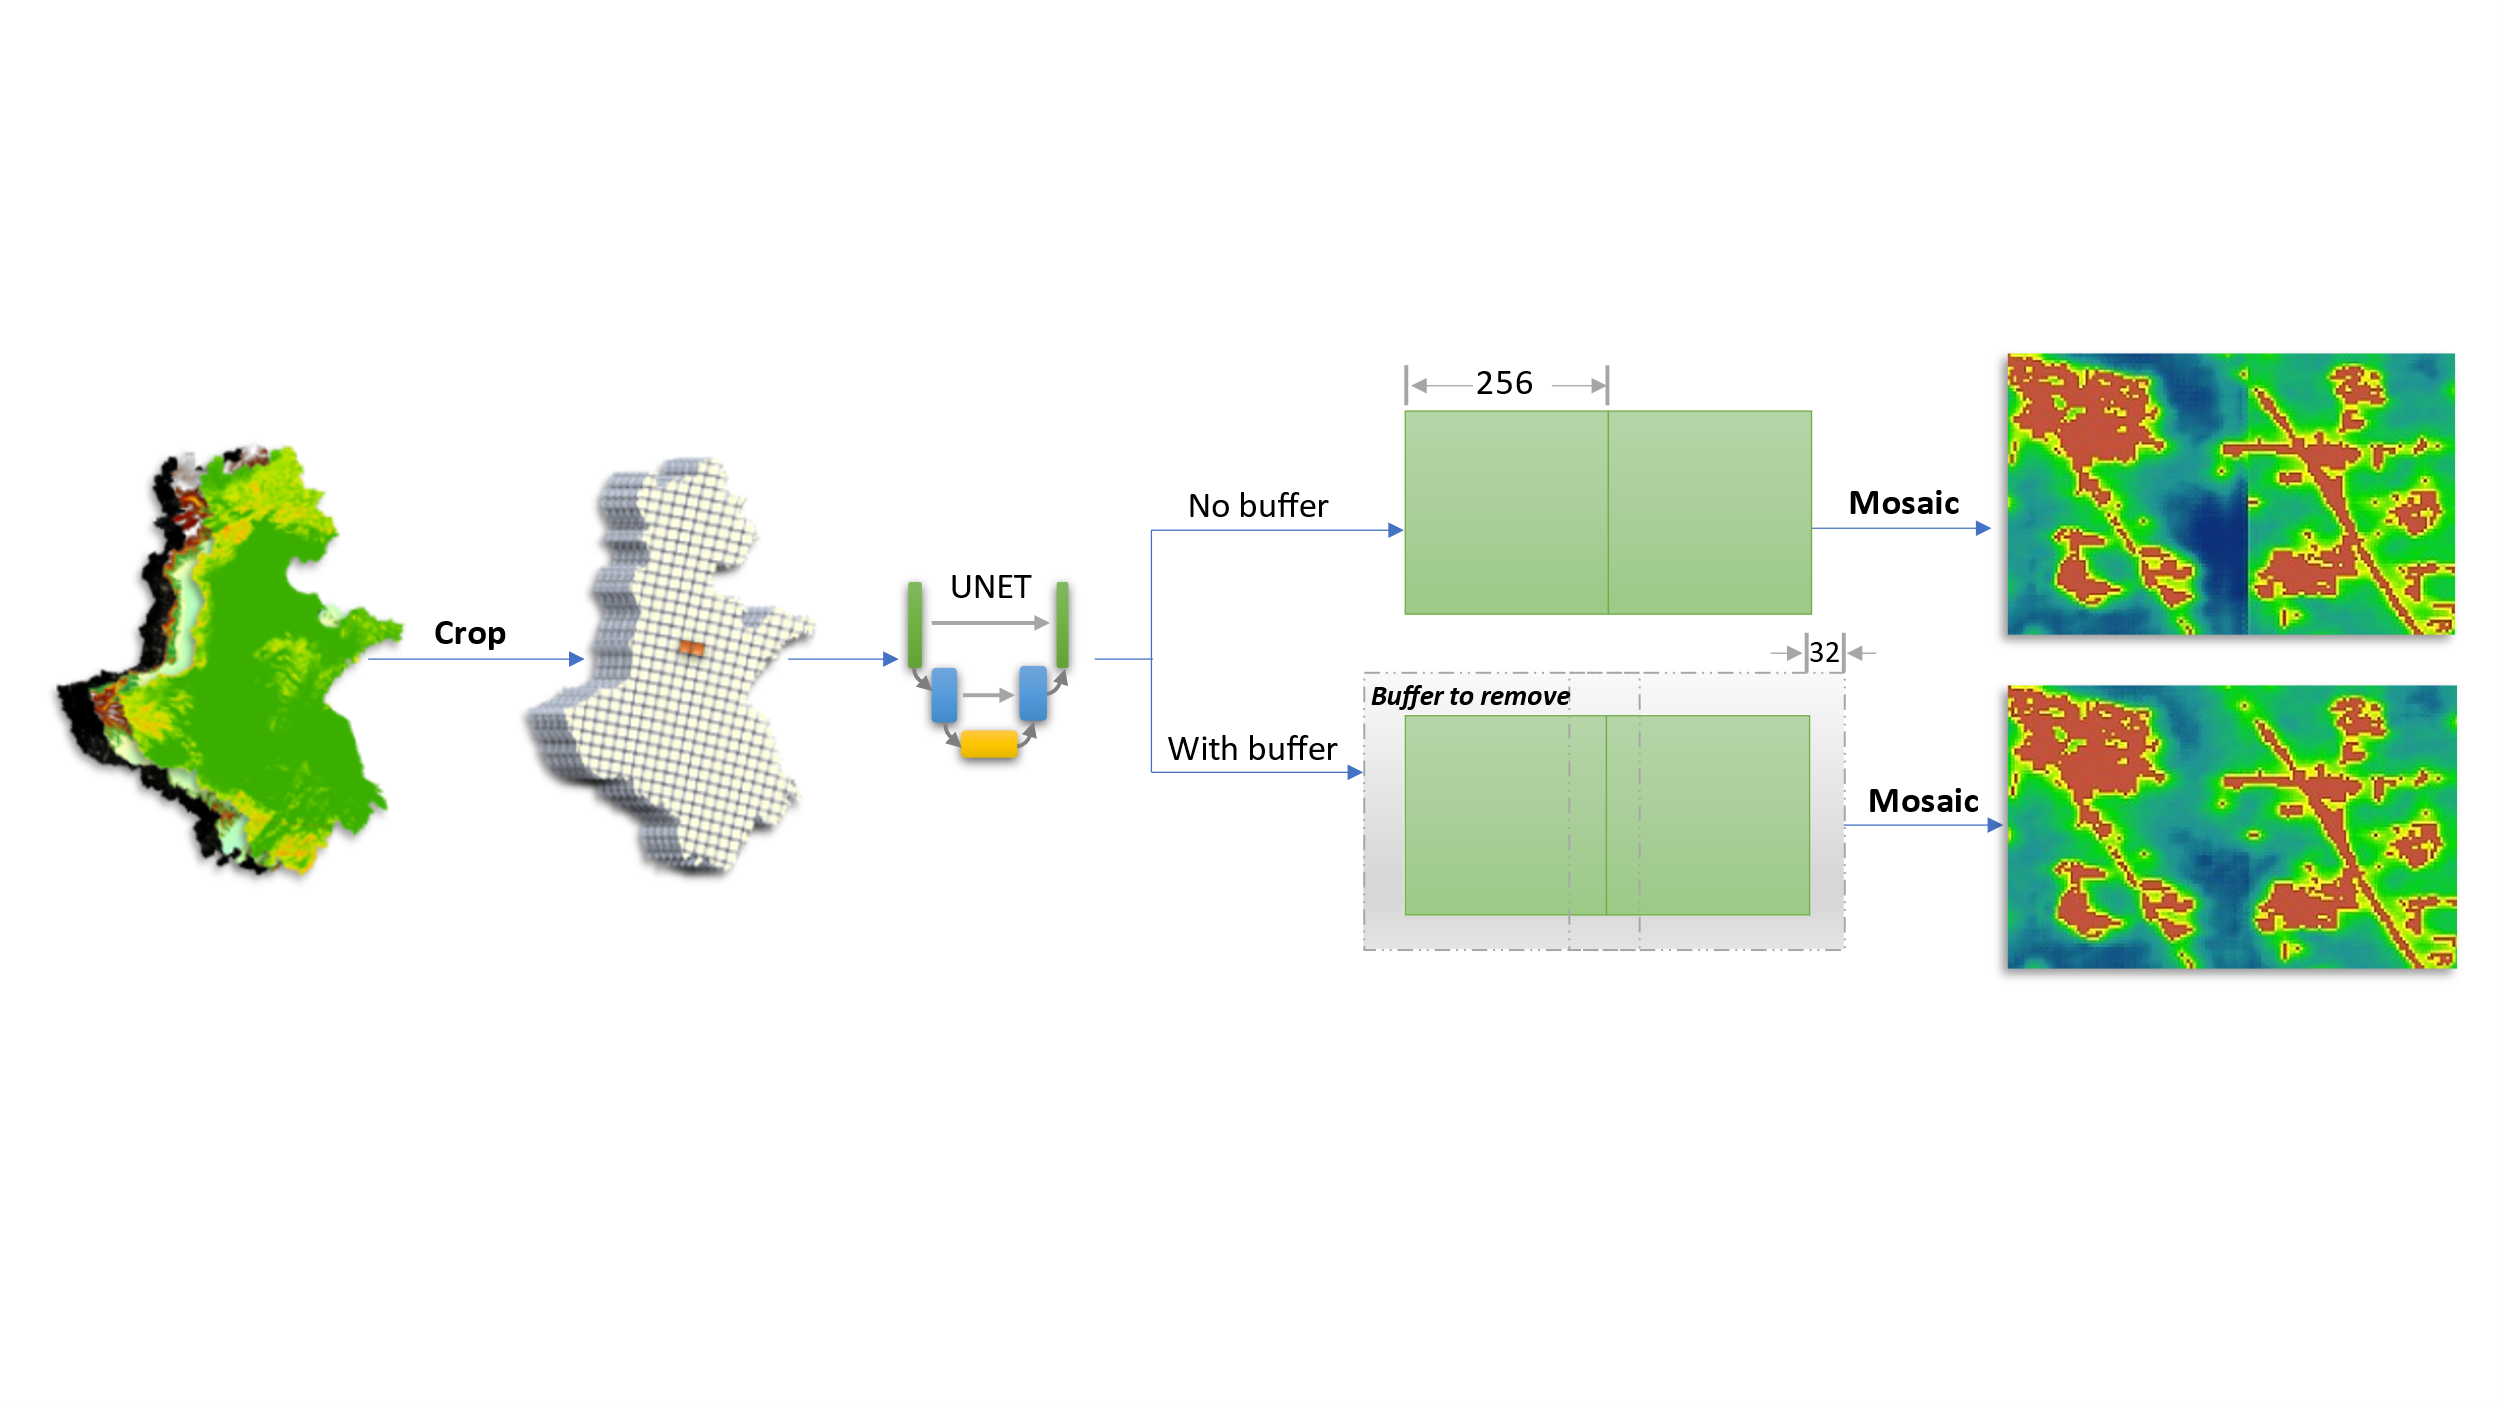 Crop
UNET
No buffer
With buffer
256
Mosaic
32
Buffer to remove
Mosaic